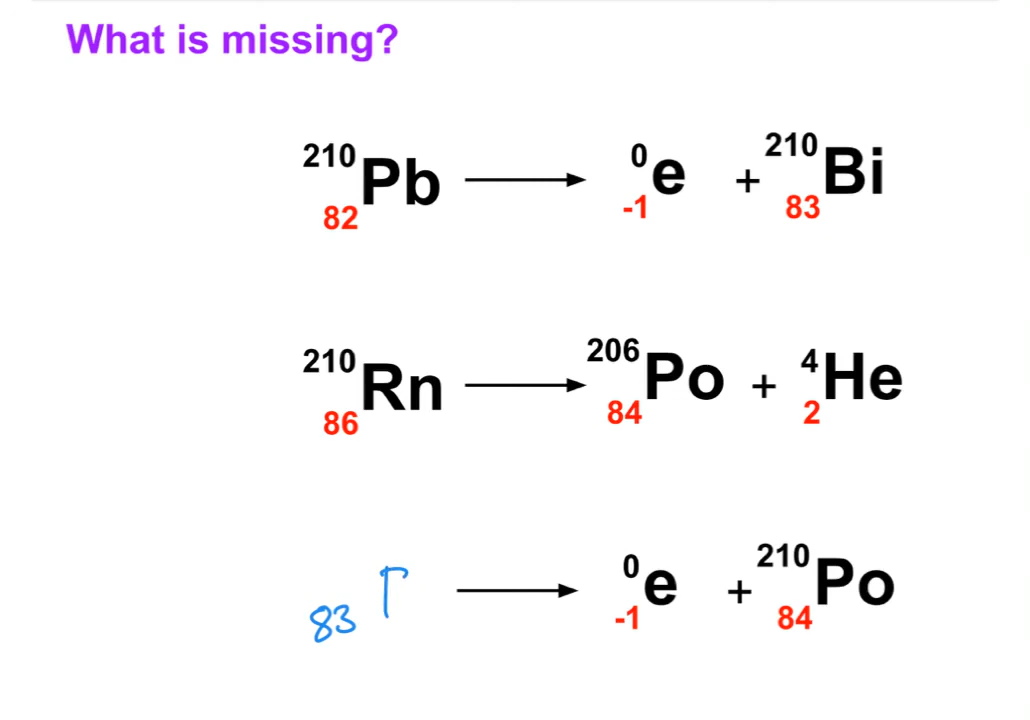 What is missing?
210 82 Pb → 0 -1 e + 210 83 Bi
210 86 Rn → 206 84 Po + 4 2 He
83 → 0 -1 e + 210 84 Po